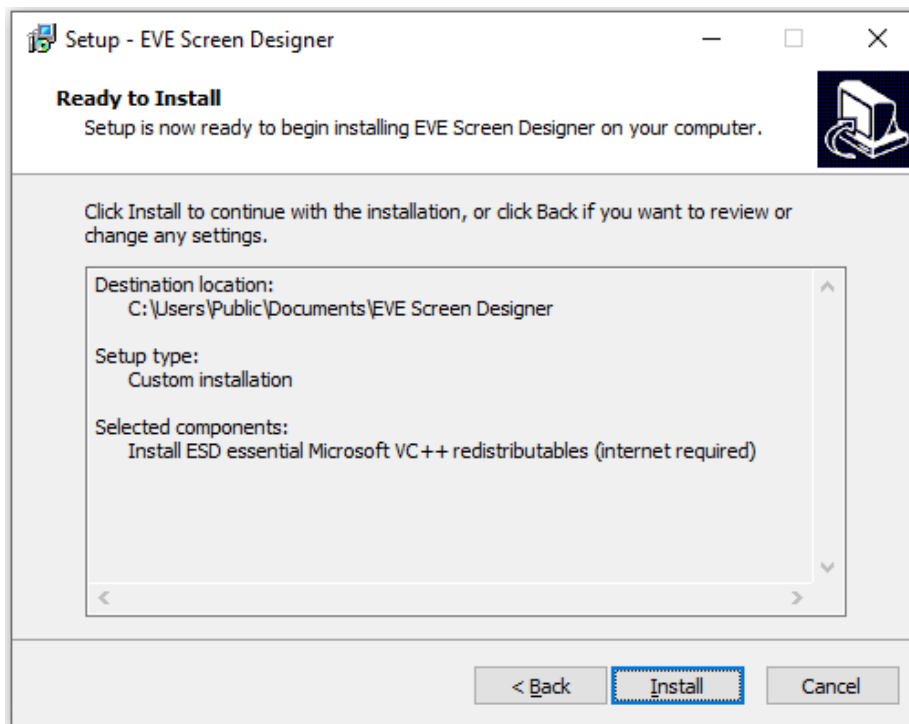 Setup - EVE Screen Designer
Ready to Install
Setup is now ready to begin installing EVE Screen Designer on your computer.
Click Install to continue with the installation, or click Back if you want to review or
change any settings.
Destination location:
C:\Users\Public\Documents\EVE Screen Designer
Setup type:
Custom installation
Selected components:
Install ESD essential Microsoft VC++ redistributables (internet required)
< Back
Install
Cancel